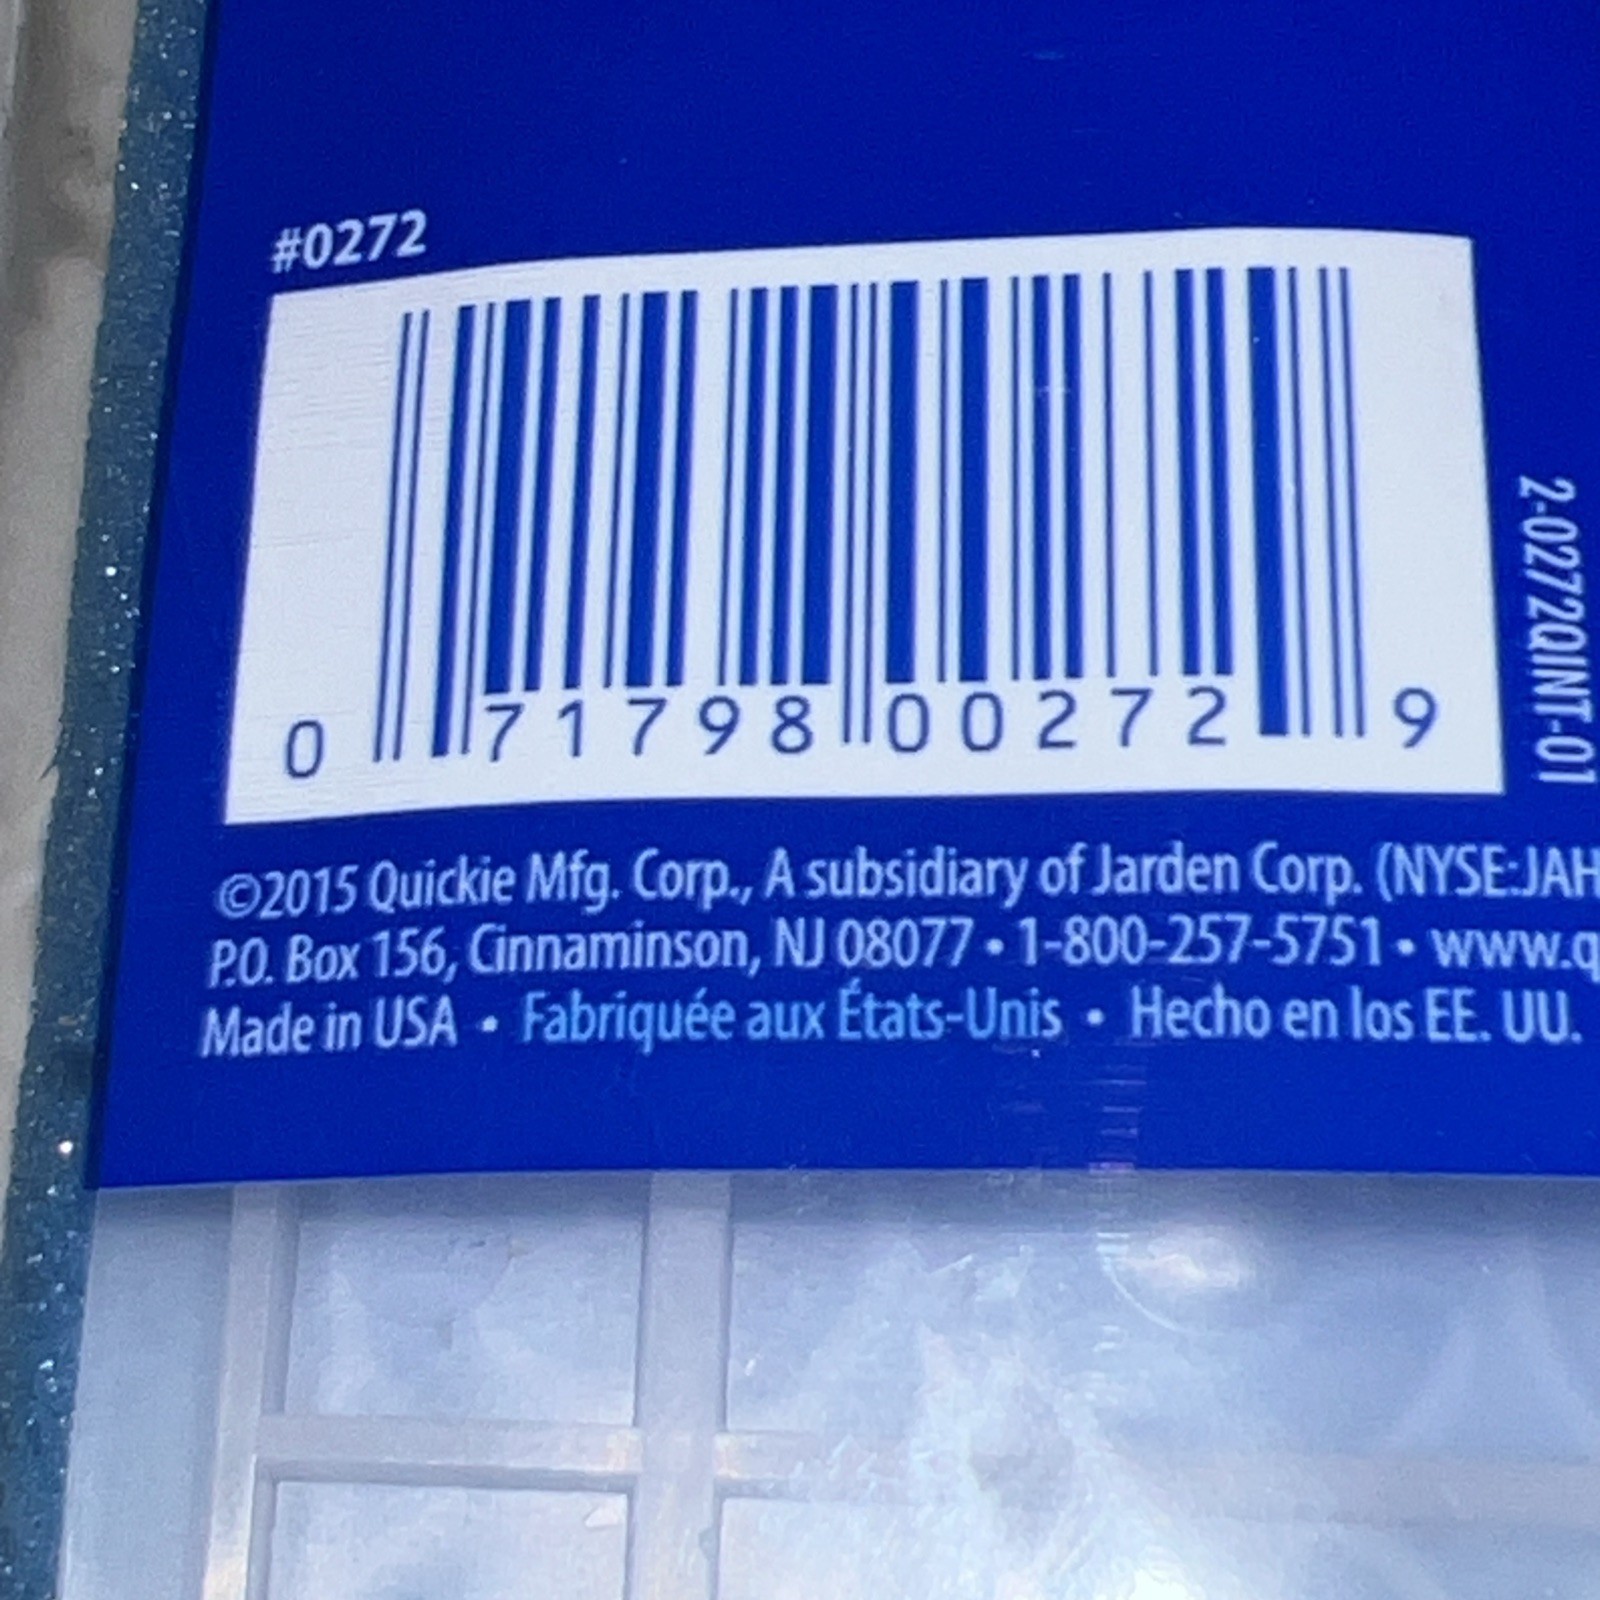 #0272
0 71798 00272 9
2-0272QINT-01
©2015 Quickie Mfg. Corp., A subsidiary of Jarden Corp. (NYSE:JAH
P.O. Box 156, Cinnaminson, NJ 08077 • 1-800-257-5751 • www.q
Made in USA • Fabriquée aux États-Unis • Hecho en los EE. UU.